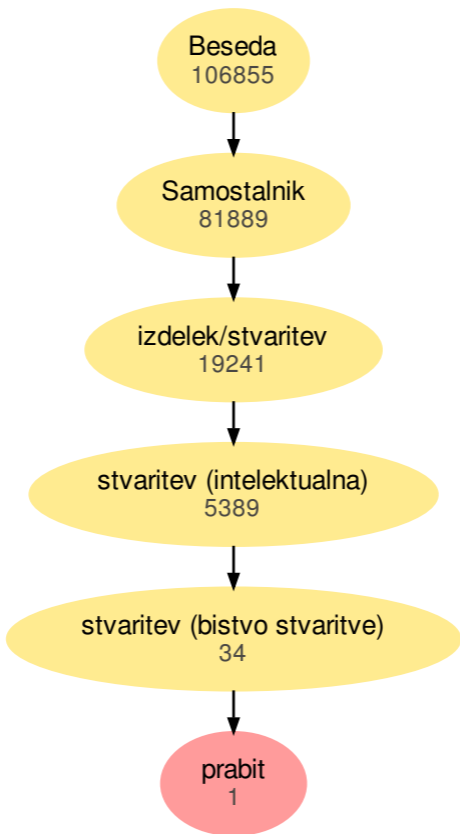 Beseda
106855
Samostalnik
81889
izdelek/stvaritev
19241
stvaritev (intelektualna)
5389
stvaritev (bistvo stvaritve)
34
prabit
1